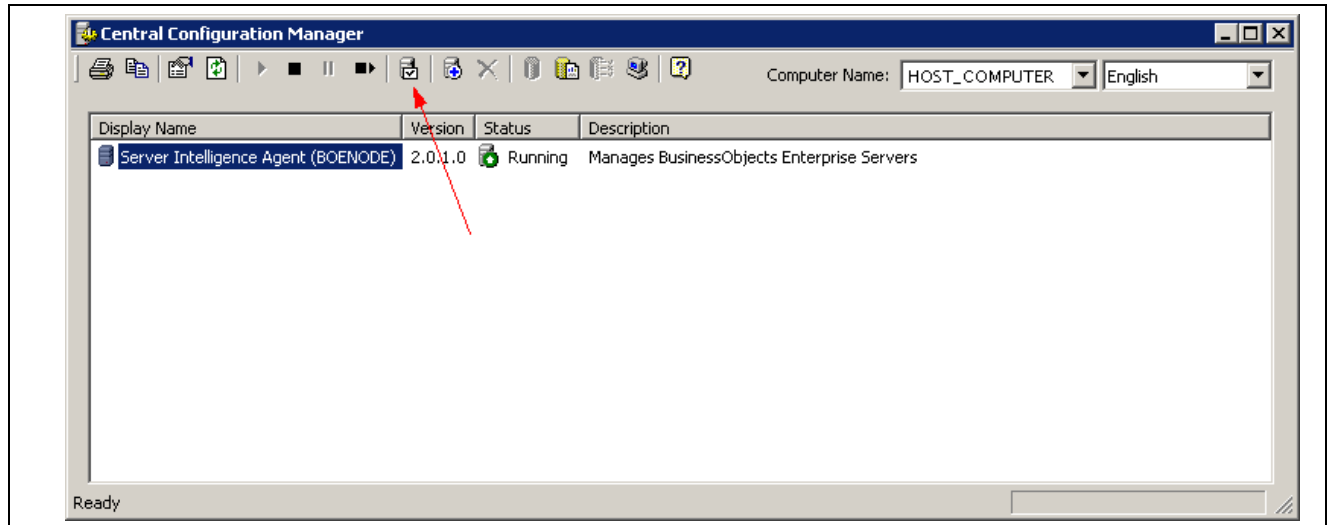 Central Configuration Manager
Computer Name: HOST_COMPUTER English
Display Name Version Status Description
Server Intelligence Agent (BOENODE) 2.0.1.0 Running Manages BusinessObjects Enterprise Servers
Ready